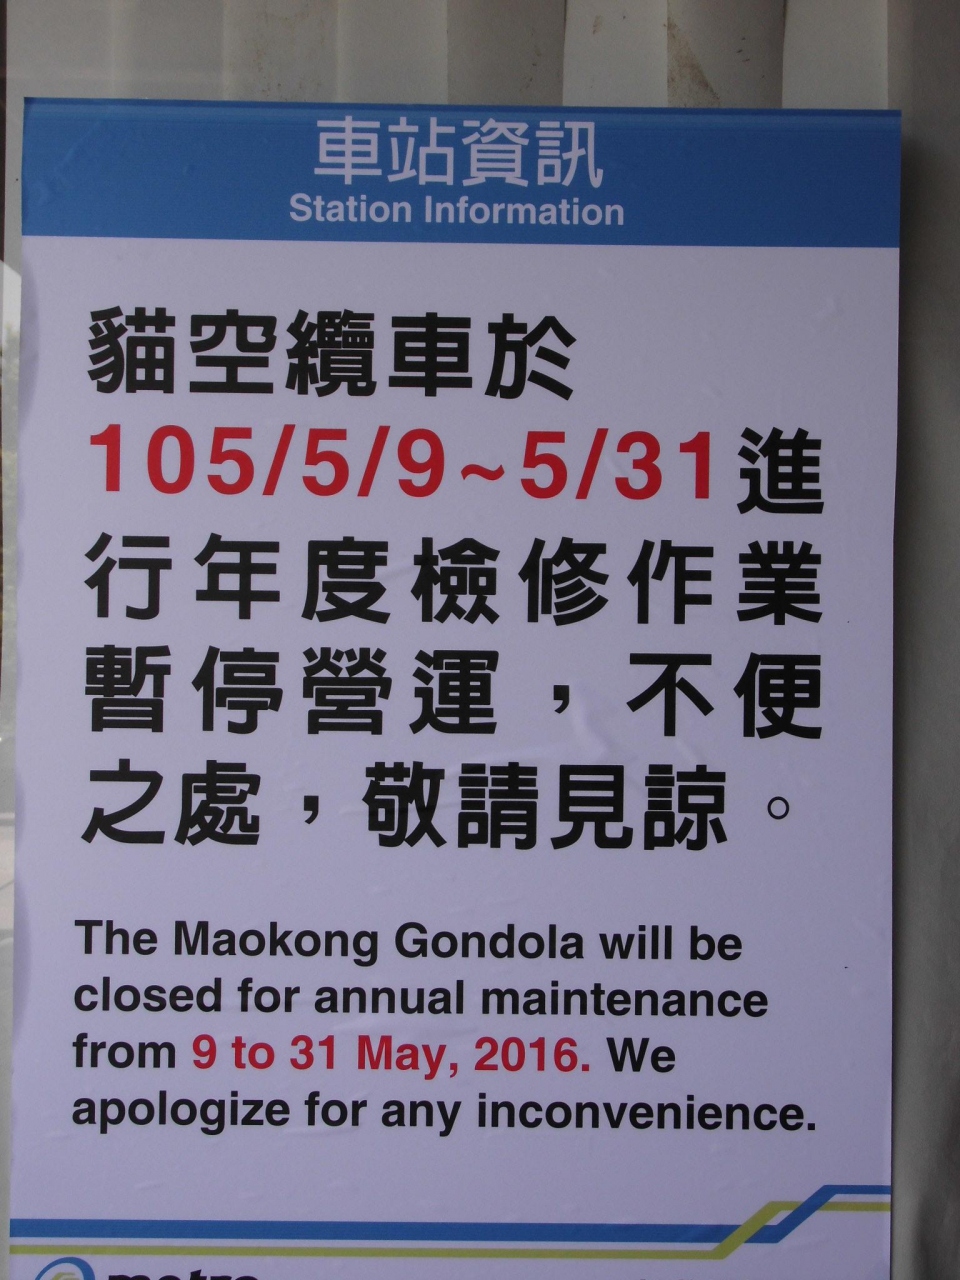 車站資訊
Station Information
貓空纜車於
105/5/9~5/31進
行年度檢修作業
暫停營運，不便
之處，敬請見諒。
The Maokong Gondola will be
closed for annual maintenance
from 9 to 31 May, 2016. We
apologize for any inconvenience.
metro